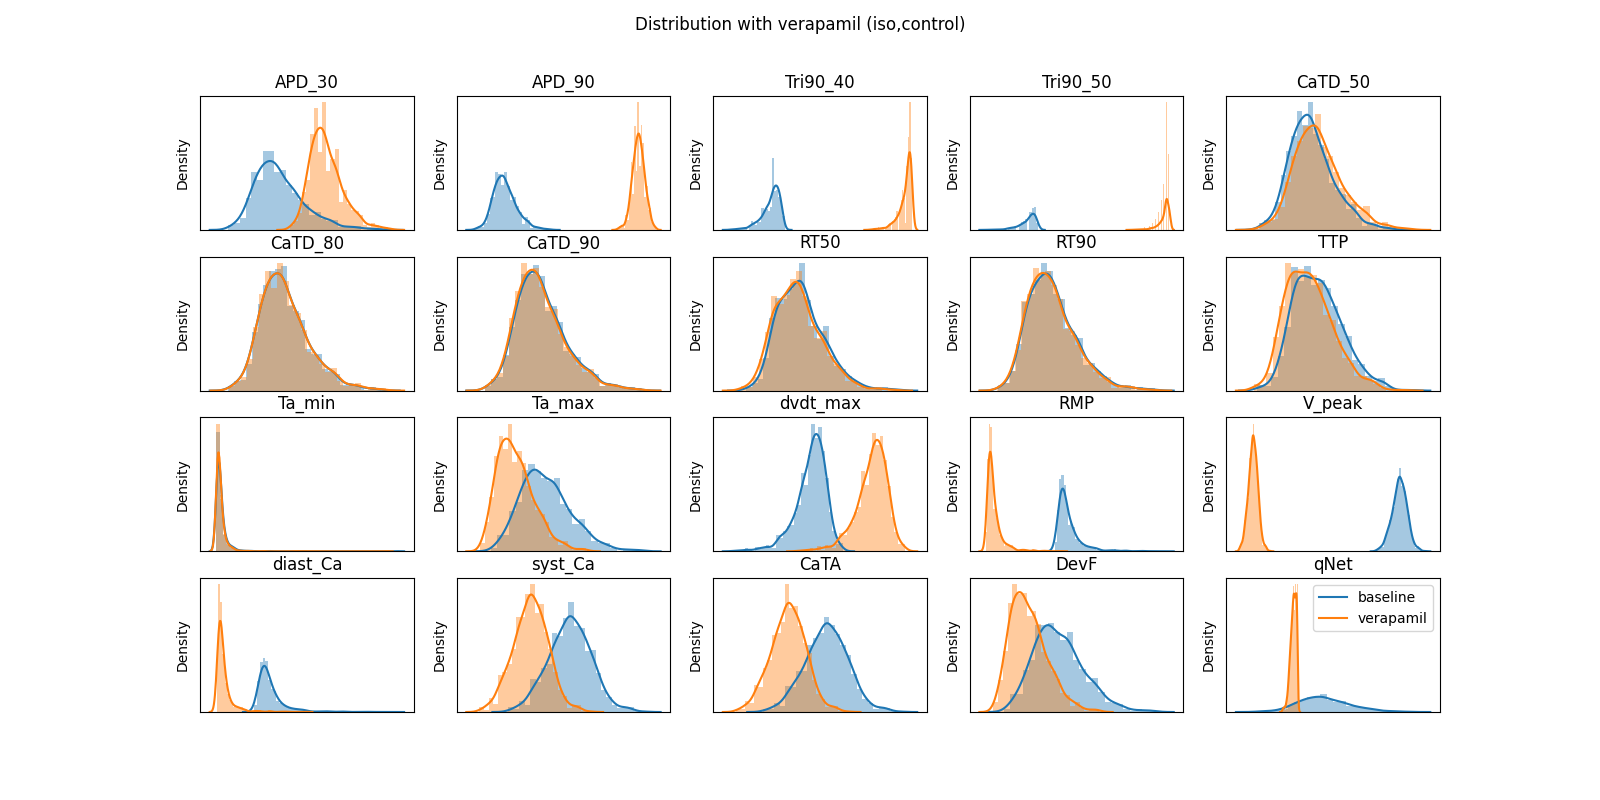 Distribution with verapamil (iso,control)
APD_30
APD_90
Tri90_40
Tri90_50
CaTD_50
Density
Density
Density
Density
Density
CaTD_80
CaTD_90
RT50
RT90
TTP
Density
Density
Density
Density
Density
Ta_min
Ta_max
dvdt_max
RMP
V_peak
Density
Density
Density
Density
Density
diast_Ca
syst_Ca
CaTA
DevF
qNet
Density
Density
Density
Density
Density
baseline
verapamil